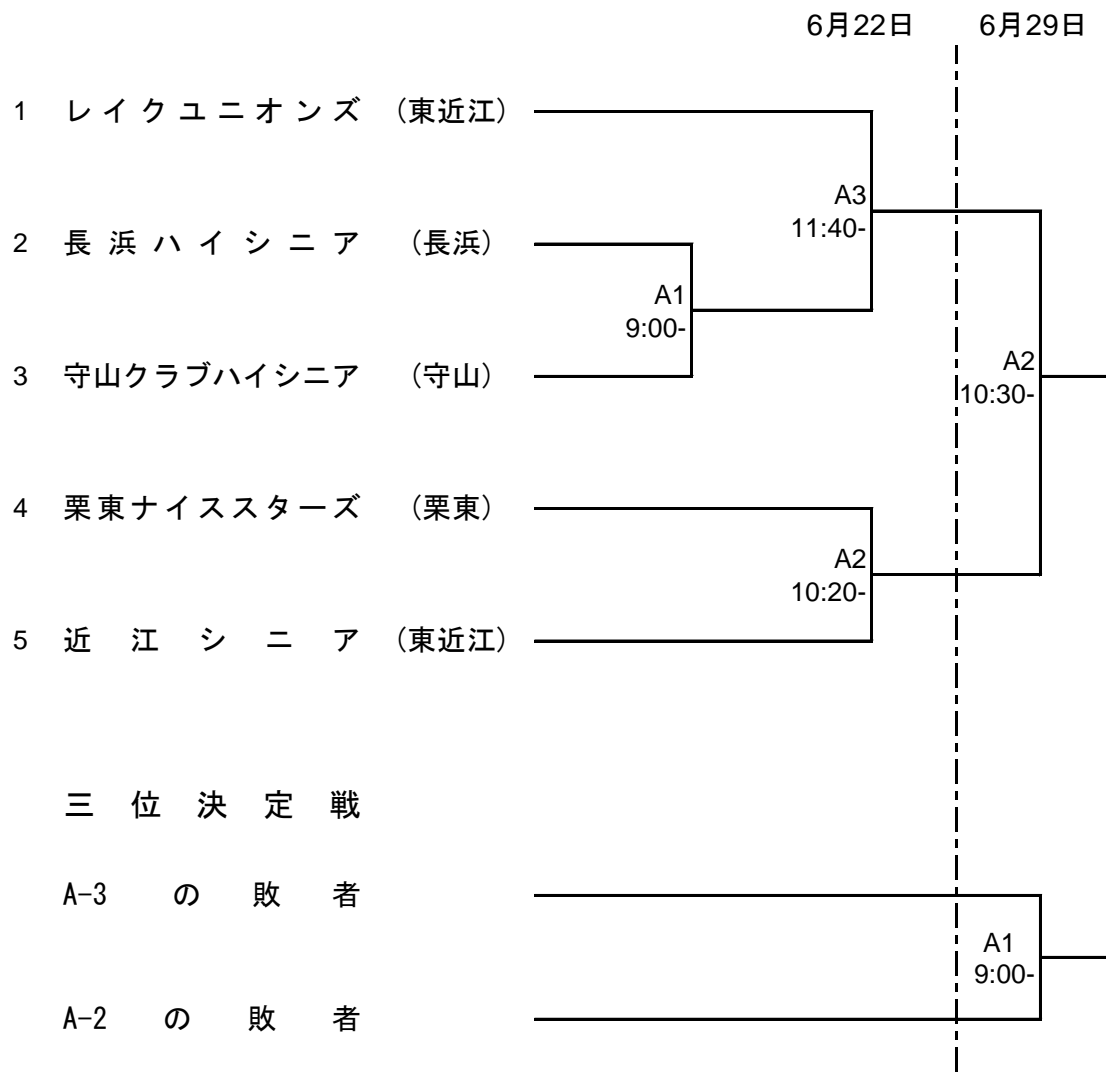 6月22日 6月29日
1 レイクユニオンズ (東近江)
A3
11:40-
2 長浜ハイシニア (長浜)
A1
9:00-
3 守山クラブハイシニア (守山)
A2
10:30-
4 栗東ナイススターズ (栗東)
A2
10:20-
5 近江シニア (東近江)
三位決定戦
A-3の敗者
A1
9:00-
A-2の敗者